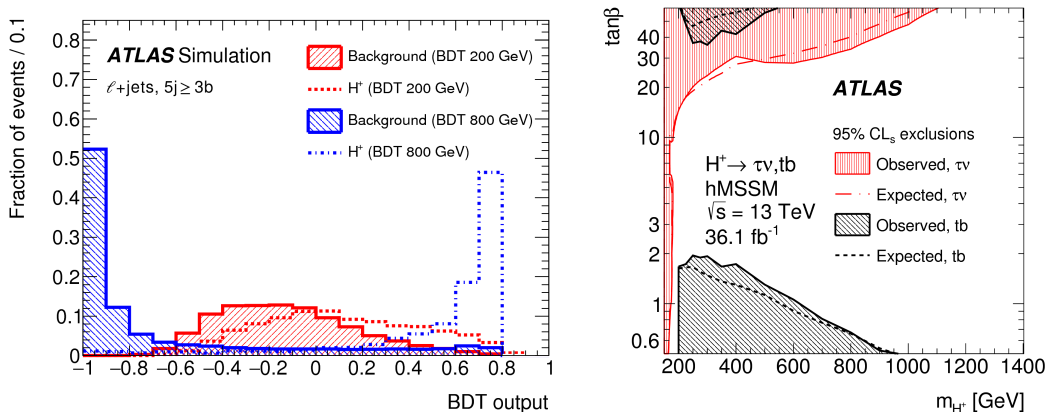 ATLAS Simulation
ℓ+jets, 5j≥3b
Background (BDT 200 GeV)
H⁺ (BDT 200 GeV)
Background (BDT 800 GeV)
H⁺ (BDT 800 GeV)
Fraction of events / 0.1
0.8
0.7
0.6
0.5
0.4
0.3
0.2
0.1
0
−1 −0.8 −0.6 −0.4 −0.2 0 0.2 0.4 0.6 0.8 1
BDT output
tanβ
40
30
20
10
3
2
1
0.6
ATLAS
95% CLₛ exclusions
Observed, τν
Expected, τν
Observed, tb
Expected, tb
H⁺→ τν,tb
hMSSM
√s = 13 TeV
36.1 fb⁻¹
200 400 600 800 1000 1200 1400
m_H⁺ [GeV]